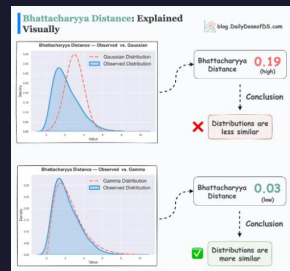 Bhattacharyya Distance: Explained
Visually
blog.DailyDoseofDS.com
Bhattacharyya Distance — Observed vs. Gaussian
Gaussian Distribution
Observed Distribution
Density
Value
Bhattacharyya
Distance
0.19
(high)
Conclusion
Distributions are
less similar
Bhattacharyya Distance — Observed vs. Gamma
Gamma Distribution
Observed Distribution
Density
Value
Bhattacharyya
Distance
0.03
(low)
Conclusion
Distributions are
more similar